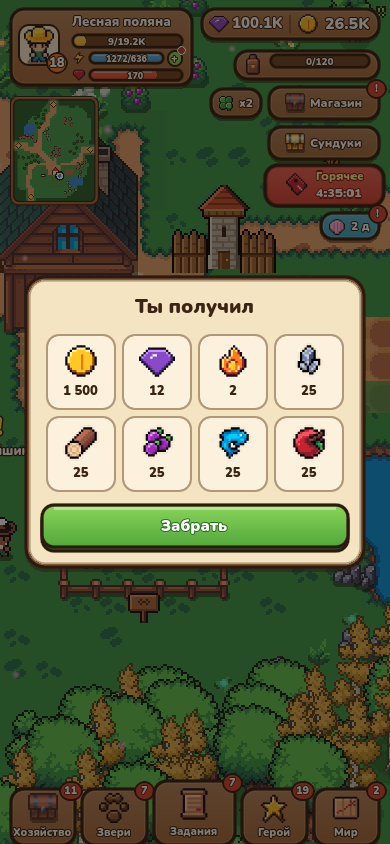 Лесная поляна
100.1K
26.5K
9/19.2K
18
1272/636
170
0/120
x2
Магазин
Сундуки
Горячее
4:35:01
2 д
Ты получил
1 500
12
2
25
25
25
25
25
Забрать
11
7
7
19
2
Хозяйство
Звери
Задания
Герой
Мир